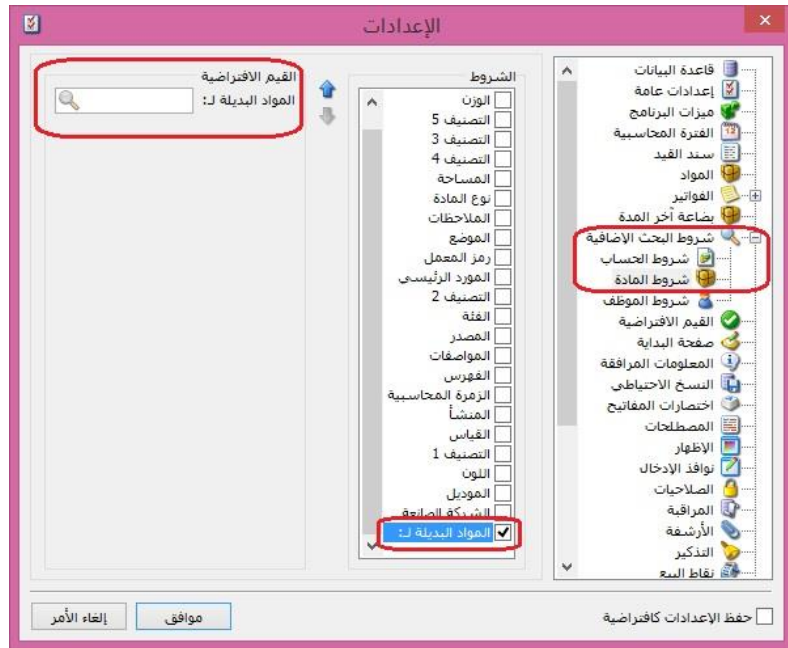 الإعدادات
قاعدة البيانات
إعدادات عامة
ميزات البرنامج
الفترة المحاسبية
سند القيد
المواد
الفواتير
بضاعة آخر المدة
شروط البحث الإضافية
شروط الحساب
شروط المادة
شروط الموظف
القيم الافتراضية
صفحة البداية
المعلومات المرافقة
النسخ الاحتياطي
اختصارات المفاتيح
المصطلحات
الإظهار
نوافذ الإدخال
الصلاحيات
المراقبة
الأرشفة
التذكير
نقاط البيع
الشروط
الوزن
التصنيف 5
التصنيف 3
التصنيف 4
المساحة
نوع المادة
الملاحظات
الموضع
رمز المعمل
المورد الرئيسي
التصنيف 2
الفئة
المصدر
المواصفات
الفهرس
الزمرة المحاسبية
المنشأ
القياس
التصنيف 1
اللون
الموديل
الشركة الصانعة
المواد البديلة لـ:
القيم الافتراضية
المواد البديلة لـ:
حفظ الإعدادات كافتراضية
موافق
إلغاء الأمر